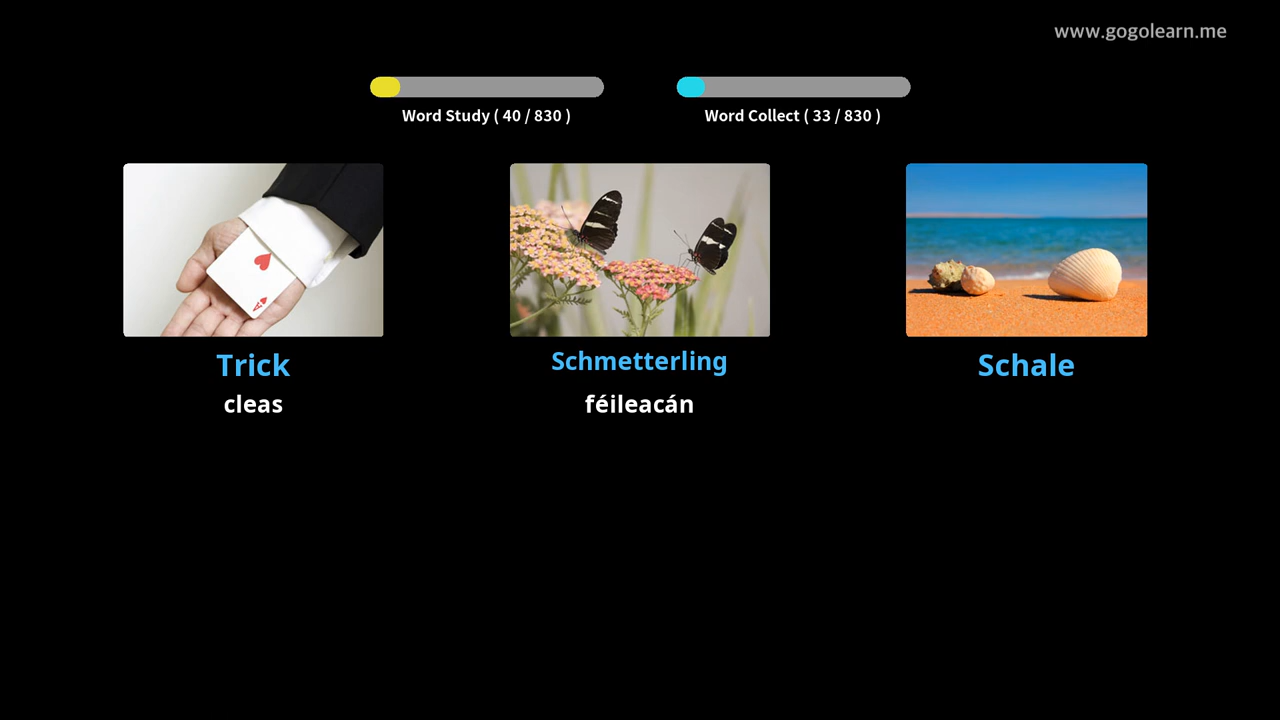 www.gogolearn.me
Word Study ( 40 / 830 )
Word Collect ( 33 / 830 )
Trick
Schmetterling
Schale
cleas
féileacán